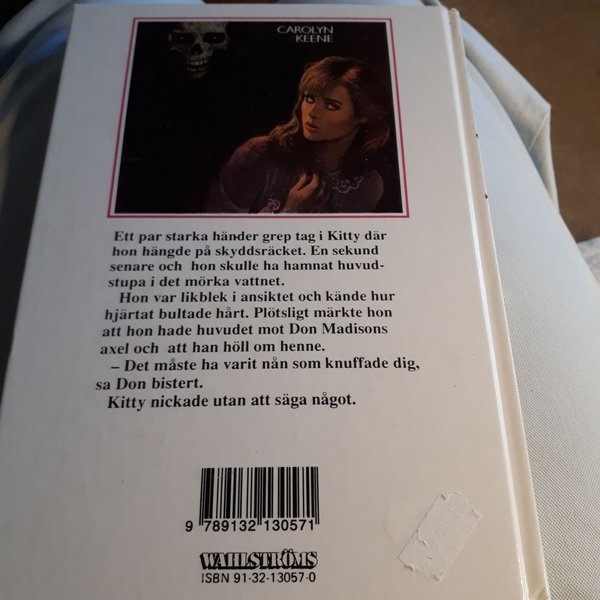 CAROLYN
KEENE
Ett par starka händer grep tag i Kitty där
hon hängde på skyddsräcket. En sekund
senare och hon skulle ha hamnat huvud-
stupa i det mörka vattnet.
Hon var likblek i ansiktet och kände hur
hjärtat bultade hårt. Plötsligt märkte hon
att hon hade huvudet mot Don Madisons
axel och att han höll om henne.
– Det måste ha varit nån som knuffade dig,
sa Don bistert.
Kitty nickade utan att säga något.
9 789132 130571
WAHLSTRÖMS
ISBN 91-32-13057-0